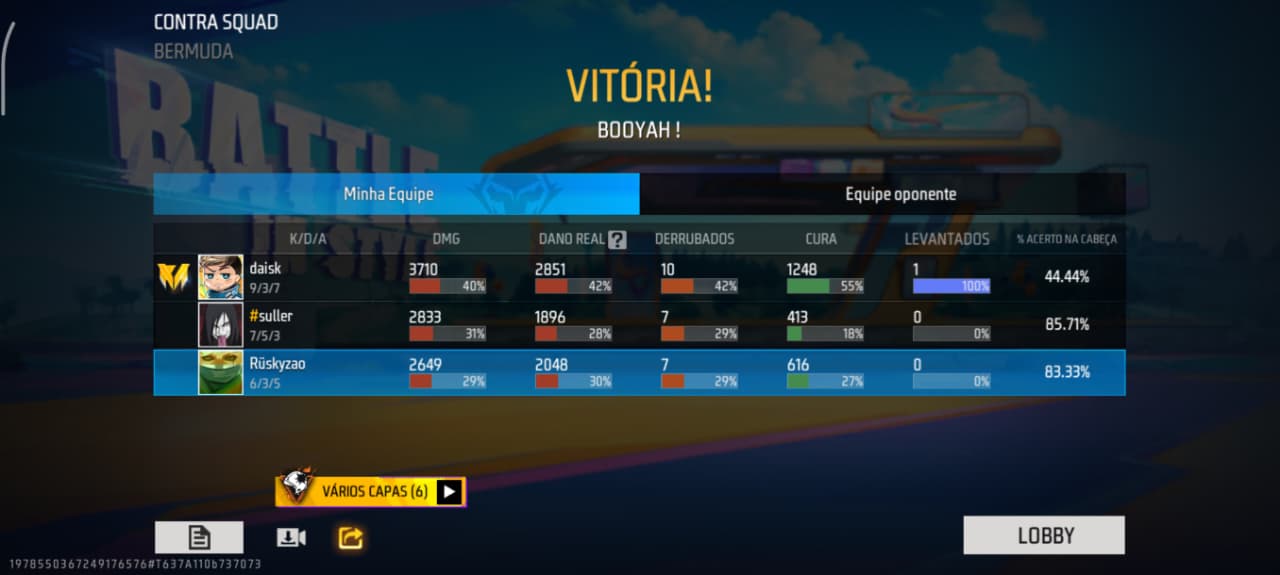 CONTRA SQUAD
BERMUDA
BATTLE
IN STYLE
VITÓRIA!
BOOYAH !
Minha Equipe Equipe oponente
K/D/A DMG DANO REAL ? DERRUBADOS CURA LEVANTADOS % ACERTO NA CABEÇA
daisk 3710 2851 10 1248 1 44.44%
9/3/7 40% 42% 42% 55% 100%
#suller 2833 1896 7 413 0 85.71%
7/5/3 31% 28% 29% 18% 0%
Rüskyzao 2649 2048 7 616 0 83.33%
6/3/5 29% 30% 29% 27% 0%
VÁRIOS CAPAS (6)
LOBBY
1978550367249176576#T637A110b737073